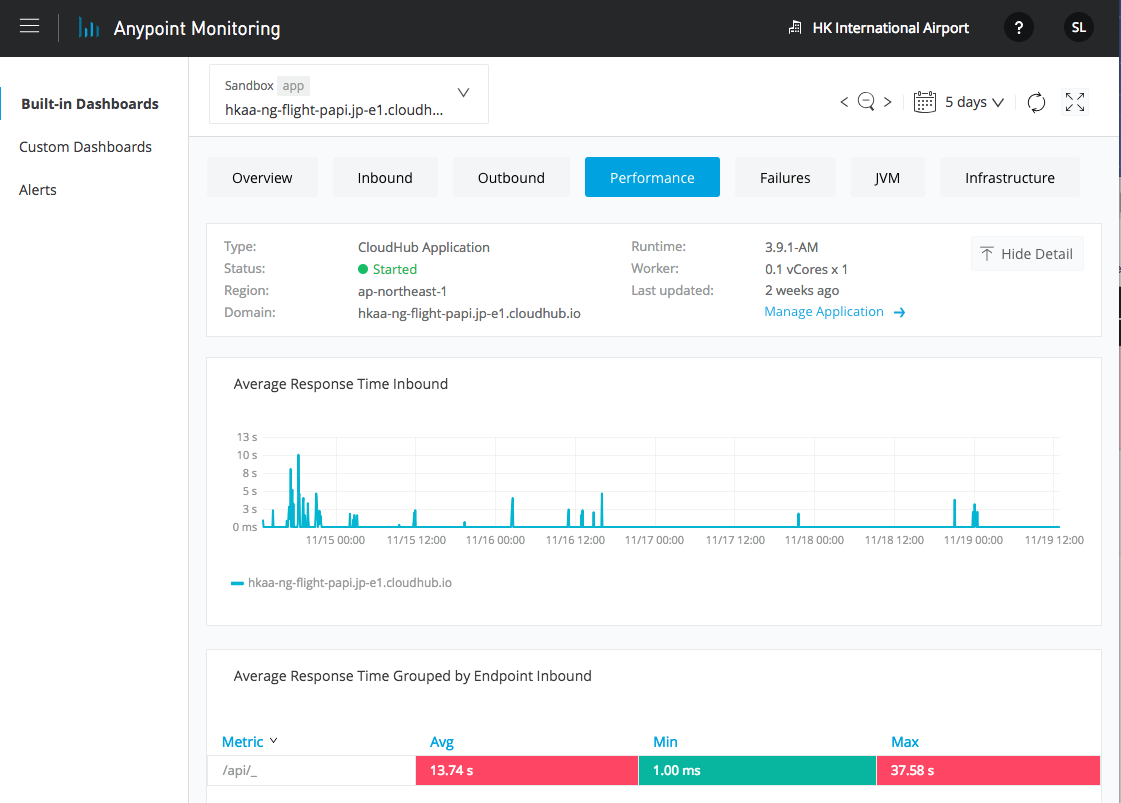 Anypoint Monitoring
HK International Airport
?
SL
Built-in Dashboards
Custom Dashboards
Alerts
Sandbox app
hkaa-ng-flight-papi.jp-e1.cloudh...
5 days
Overview
Inbound
Outbound
Performance
Failures
JVM
Infrastructure
Type: CloudHub Application
Runtime: 3.9.1-AM
Hide Detail
Status: Started
Worker: 0.1 vCores x 1
Region: ap-northeast-1
Last updated: 2 weeks ago
Domain: hkaa-ng-flight-papi.jp-e1.cloudhub.io
Manage Application
Average Response Time Inbound
13 s
10 s
8 s
5 s
3 s
0 ms
11/15 00:00 11/15 12:00 11/16 00:00 11/16 12:00 11/17 00:00 11/17 12:00 11/18 00:00 11/18 12:00 11/19 00:00 11/19 12:00
hkaa-ng-flight-papi.jp-e1.cloudhub.io
Average Response Time Grouped by Endpoint Inbound
Metric Avg Min Max
/api/_ 13.74 s 1.00 ms 37.58 s